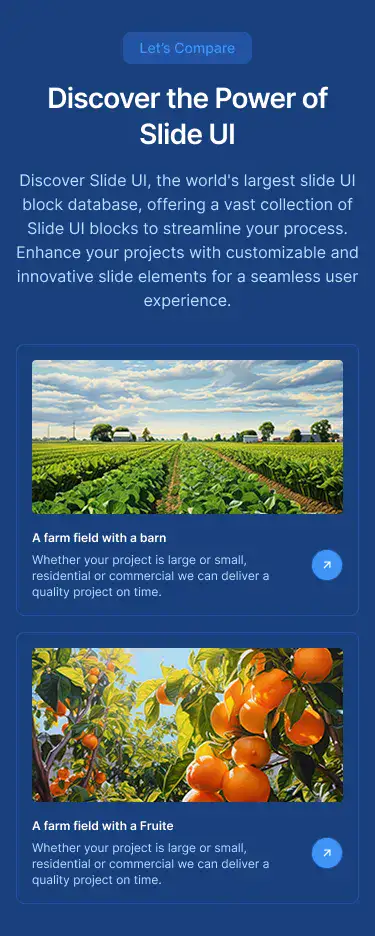 Let's Compare
Discover the Power of
Slide UI
Discover Slide UI, the world's largest slide UI
block database, offering a vast collection of
Slide UI blocks to streamline your process.
Enhance your projects with customizable and
innovative slide elements for a seamless user
experience.
A farm field with a barn
Whether your project is large or small,
residential or commercial we can deliver a
quality project on time.
A farm field with a Fruite
Whether your project is large or small,
residential or commercial we can deliver a
quality project on time.